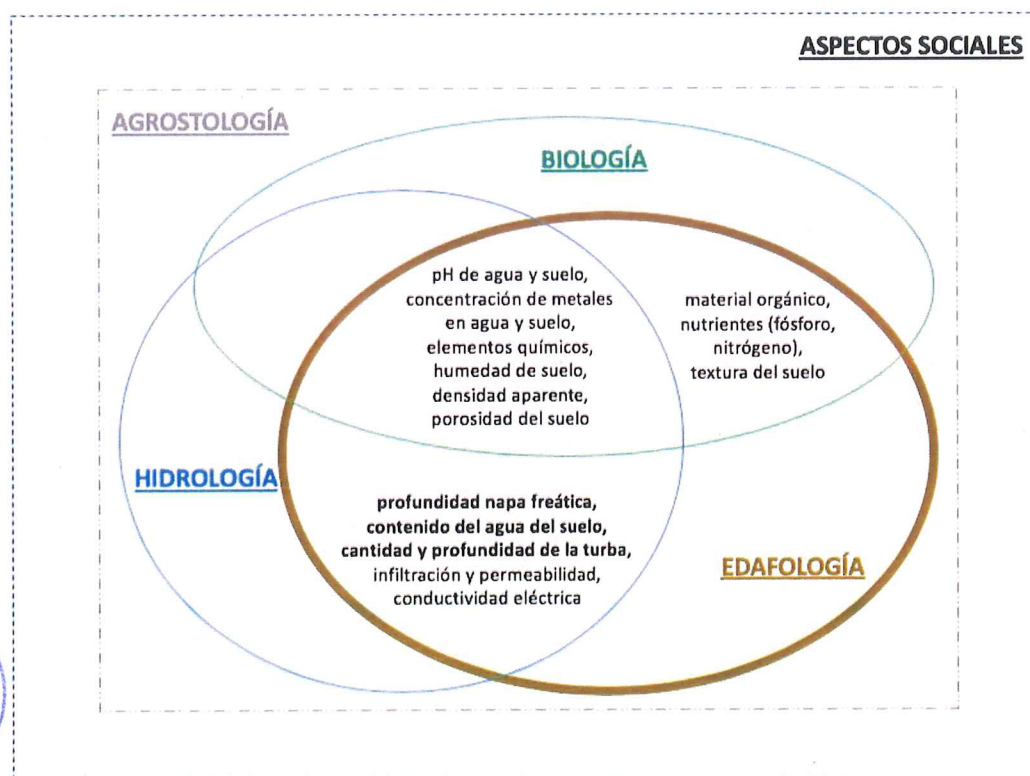 ASPECTOS SOCIALES
AGROSTOLOGÍA
BIOLOGÍA
pH de agua y suelo,
concentración de metales
en agua y suelo,
elementos químicos,
humedad de suelo,
densidad aparente,
porosidad del suelo
material orgánico,
nutrientes (fósforo,
nitrógeno),
textura del suelo
HIDROLOGÍA
profundidad napa freática,
contenido del agua del suelo,
cantidad y profundidad de la turba,
infiltración y permeabilidad,
conductividad eléctrica
EDAFOLOGÍA